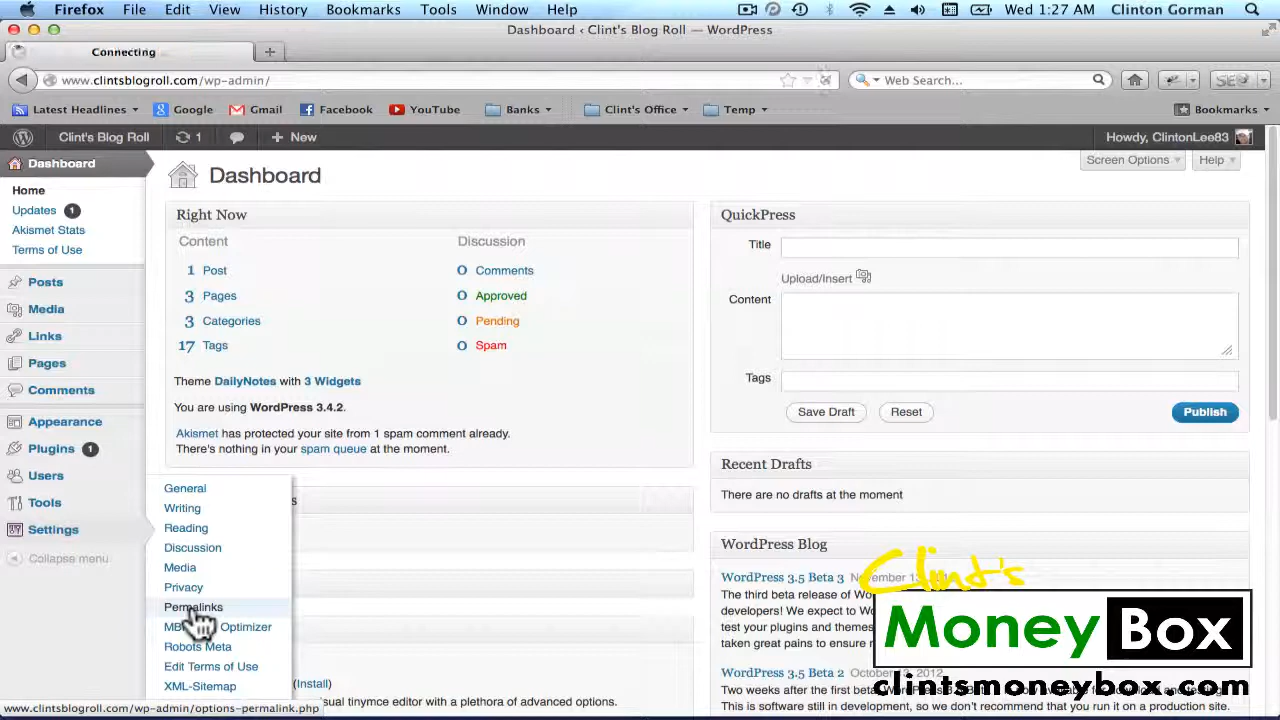 Firefox File Edit View History Bookmarks Tools Window Help Wed 1:27 AM Clinton Gorman
Dashboard ‹ Clint's Blog Roll — WordPress
Connecting
www.clintsblogroll.com/wp-admin/ Web Search...
Latest Headlines Google Gmail Facebook YouTube Banks Clint's Office Temp Bookmarks
Clint's Blog Roll 1 + New Howdy, ClintonLee83
Dashboard
Home
Updates 1
Akismet Stats
Terms of Use
Posts
Media
Links
Pages
Comments
Appearance
Plugins 1
Users
Tools
Settings
Collapse menu
General
Writing
Reading
Discussion
Media
Privacy
Permalinks
Optimizer
Robots Meta
Edit Terms of Use
XML-Sitemap
Dashboard
Screen Options Help
Right Now
Content Discussion
1 Post 0 Comments
3 Pages 0 Approved
3 Categories 0 Pending
17 Tags 0 Spam
Theme DailyNotes with 3 Widgets
You are using WordPress 3.4.2.
Akismet has protected your site from 1 spam comment already.
There's nothing in your spam queue at the moment.
(Install)
visual tinymce editor with a plethora of advanced options.
QuickPress
Title
Upload/Insert
Content
Tags
Save Draft Reset Publish
Recent Drafts
There are no drafts at the moment
WordPress Blog
WordPress 3.5 Beta 3
The third beta release of
developers! We expect to
test your plugins and themes
taken great pains to ensure
WordPress 3.5 Beta 2 October
Two weeks after the first
This is software still in development, so we don't recommend that you run it on a production
Clint's
MoneyBox
clintsmoneybox.com
www.clintsblogroll.com/wp-admin/options-permalink.php